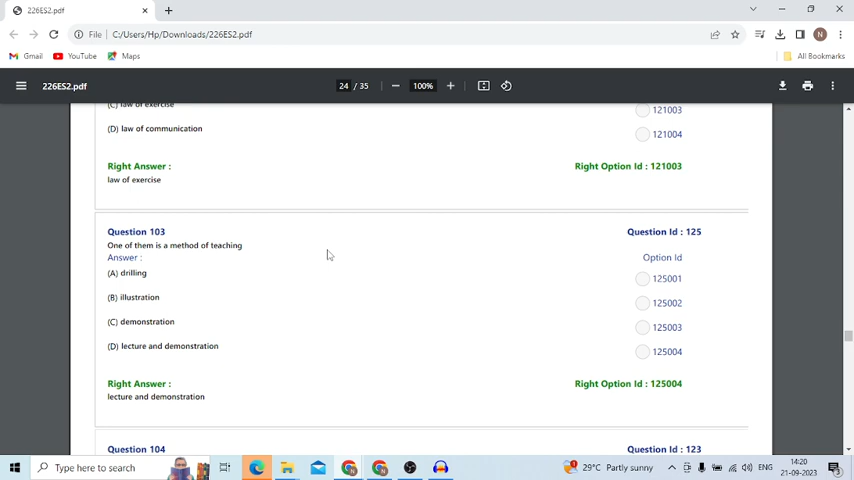 226ES2.pdf
File
C:/Users/Hp/Downloads/226ES2.pdf
N
Gmail
YouTube
Maps
All Bookmarks
226ES2.pdf
24 / 35
100%
(C) law of exercise
121003
(D) law of communication
121004
Right Answer :
Right Option Id : 121003
law of exercise
Question 103
Question Id : 125
One of them is a method of teaching
Answer :
Option Id
(A) drilling
125001
(B) illustration
125002
(C) demonstration
125003
(D) lecture and demonstration
125004
Right Answer :
Right Option Id : 125004
lecture and demonstration
Question 104
Question Id : 123
Type here to search
29°C Partly sunny
ENG
14:20
21-09-2023
3